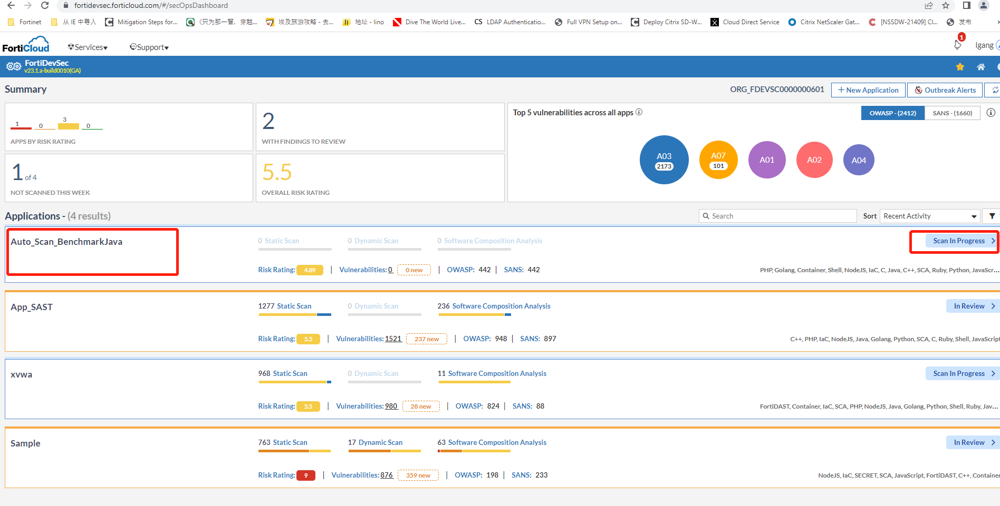 fortidevsec.forticloud.com/#/secOpsDashboard
Fortinet 从 IE 中导入 Mitigation Steps for... 《只为那一瞥，穿越... 埃及旅游攻略 - 去... 地址 - lino Dive The World Live... CS LDAP Authenticatio... Full VPN Setup on... Deploy Citrix SD-W... Cloud Direct Service Citrix NetScaler Gat... [NSSDW-21409] Cl... 发布
FortiCloud Services Support 1 lgang
FortiDevSec
v23.1.a-build0010(GA)
Summary ORG_FDEVSC0000000601 + New Application Outbreak Alerts
1 0 3 0
APPS BY RISK RATING
2
WITH FINDINGS TO REVIEW
1 of 4
NOT SCANNED THIS WEEK
5.5
OVERALL RISK RATING
Top 5 vulnerabilities across all apps OWASP - (2412) SANS - (1660)
A03 2173 A07 101 A01 A02 A04
Applications - (4 results) Search Sort Recent Activity
Auto_Scan_BenchmarkJava 0 Static Scan 0 Dynamic Scan 0 Software Composition Analysis Scan In Progress
Risk Rating: 4.89 | Vulnerabilities: 0 0 new | OWASP: 442 | SANS: 442 PHP, Golang, Container, Shell, NodeJS, IaC, C, Java, C++, SCA, Ruby, Python, JavaScr...
App_SAST 1277 Static Scan 0 Dynamic Scan 236 Software Composition Analysis In Review
Risk Rating: 5.5 | Vulnerabilities: 1521 237 new | OWASP: 948 | SANS: 897 C++, PHP, IaC, NodeJS, Java, Golang, Python, SCA, C, Ruby, Shell, JavaScript
xvwa 968 Static Scan 0 Dynamic Scan 11 Software Composition Analysis Scan In Progress
Risk Rating: 5.5 | Vulnerabilities: 980 28 new | OWASP: 824 | SANS: 88 FortiDAST, Container, IaC, SCA, PHP, NodeJS, Java, Golang, Python, Shell, Ruby, Jav...
Sample 763 Static Scan 17 Dynamic Scan 63 Software Composition Analysis In Review
Risk Rating: 9 | Vulnerabilities: 876 359 new | OWASP: 198 | SANS: 233 NodeJS, IaC, SECRET, SCA, JavaScript, FortiDAST, C++, Container